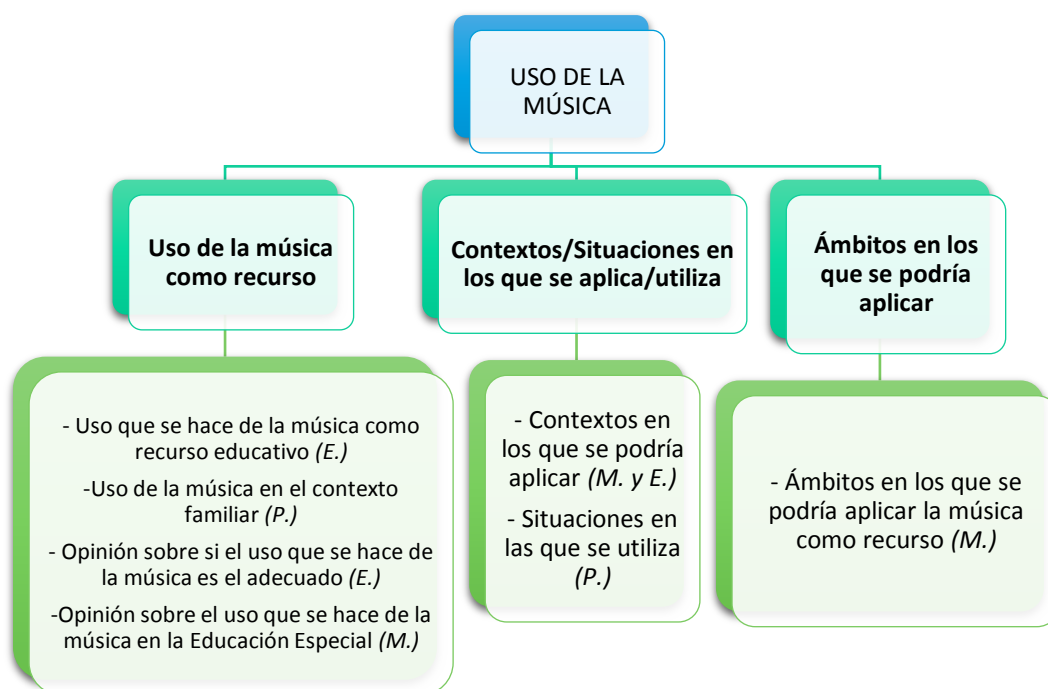 USO DE LA
MÚSICA
Uso de la música
como recurso
Contextos/Situaciones en
los que se aplica/utiliza
Ámbitos en los
que se podría
aplicar
- Uso que se hace de la música como
recurso educativo (E.)
-Uso de la música en el contexto
familiar (P.)
- Opinión sobre si el uso que se hace de
la música es el adecuado (E.)
-Opinión sobre el uso que se hace de la
música en la Educación Especial (M.)
- Contextos en
los que se podría
aplicar (M. y E.)
- Situaciones en
las que se utiliza
(P.)
- Ámbitos en los que se
podría aplicar la música
como recurso (M.)